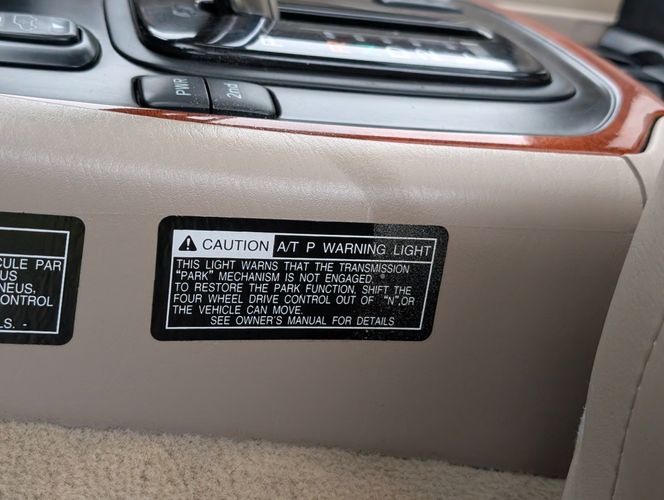 PWR
2nd
CULE PAR
US
NEUS.
CONTROL
LS. -
CAUTION A/T P WARNING LIGHT
THIS LIGHT WARNS THAT THE TRANSMISSION
"PARK" MECHANISM IS NOT ENGAGED.
TO RESTORE THE PARK FUNCTION, SHIFT THE
FOUR WHEEL DRIVE CONTROL OUT OF "N",OR
THE VEHICLE CAN MOVE.
SEE OWNER'S MANUAL FOR DETAILS